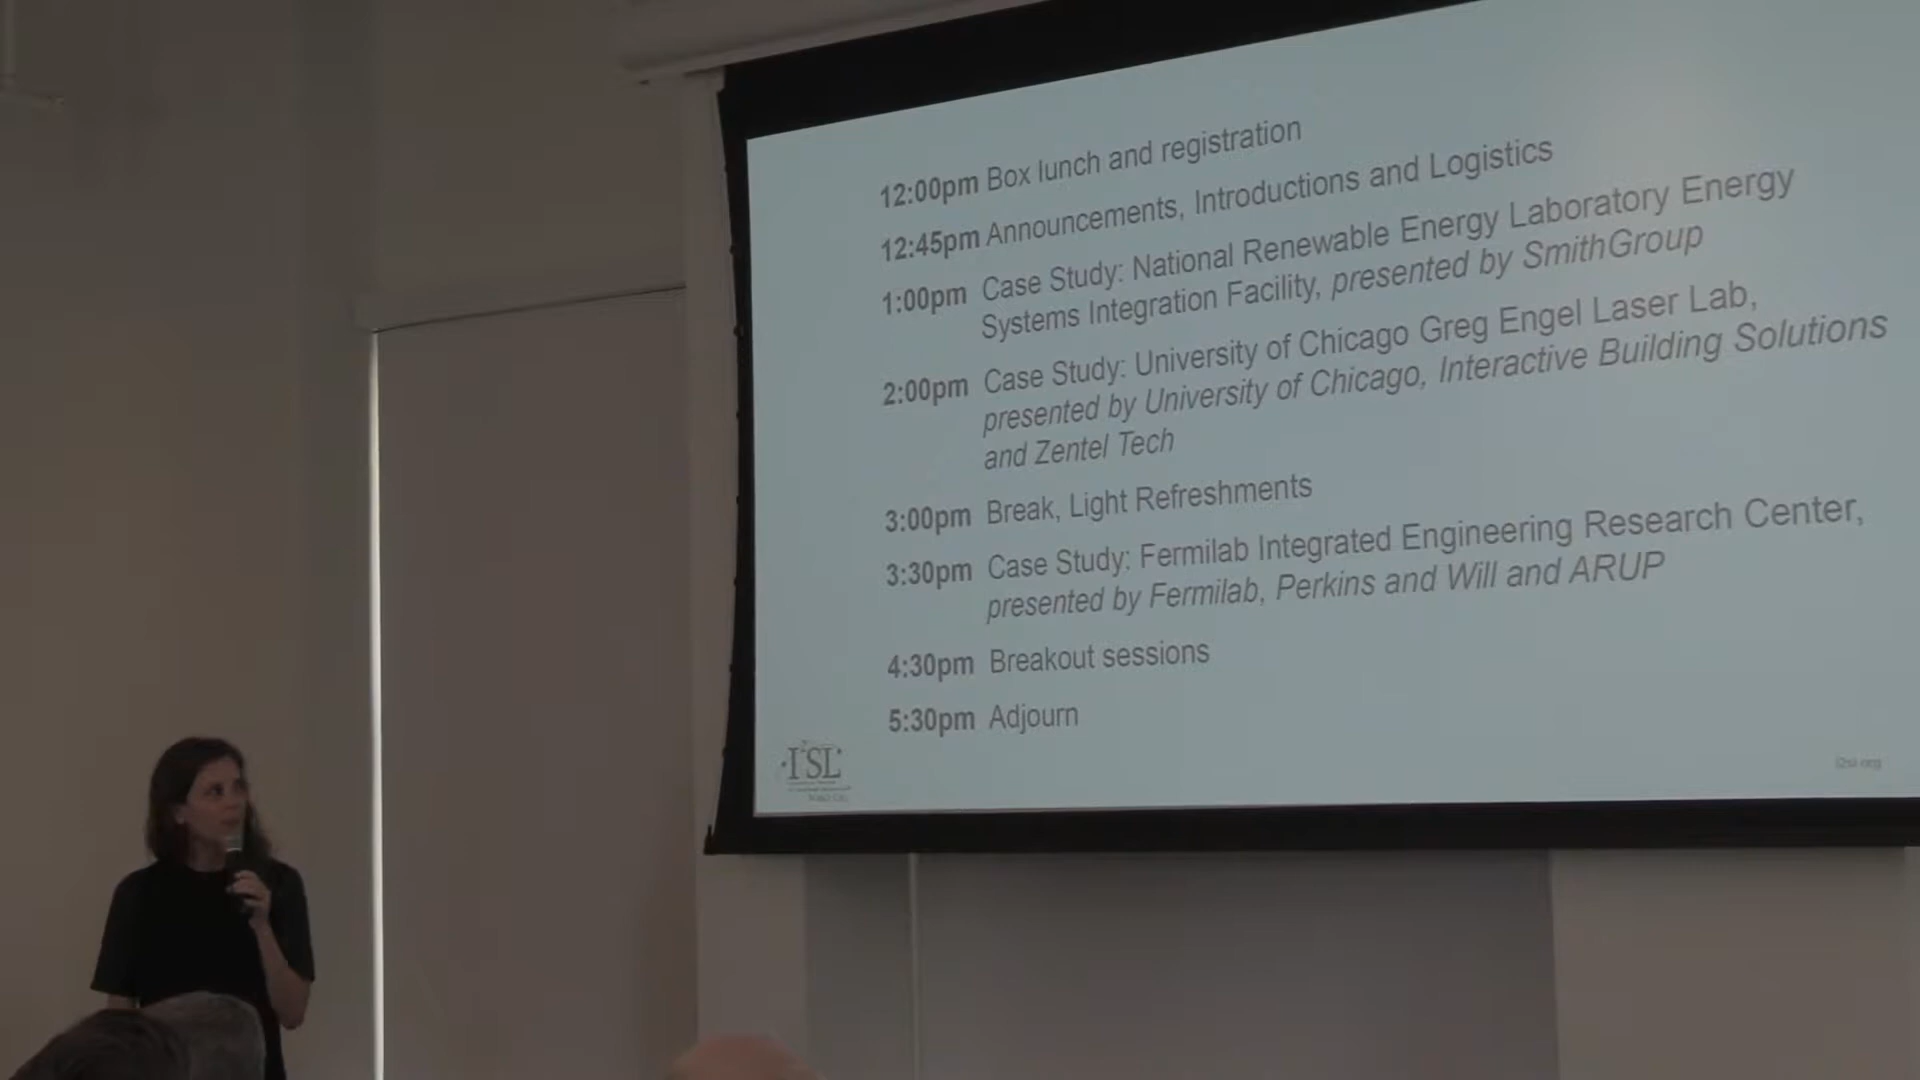 12:00pm Box lunch and registration
12:45pm Announcements, Introductions and Logistics
1:00pm Case Study: National Renewable Energy Laboratory Energy
Systems Integration Facility, presented by SmithGroup
2:00pm Case Study: University of Chicago Greg Engel Laser Lab,
presented by University of Chicago, Interactive Building Solutions
and Zentel Tech
3:00pm Break, Light Refreshments
3:30pm Case Study: Fermilab Integrated Engineering Research Center,
presented by Fermilab, Perkins and Will and ARUP
4:30pm Breakout sessions
5:30pm Adjourn
I²SL
i2sl.org